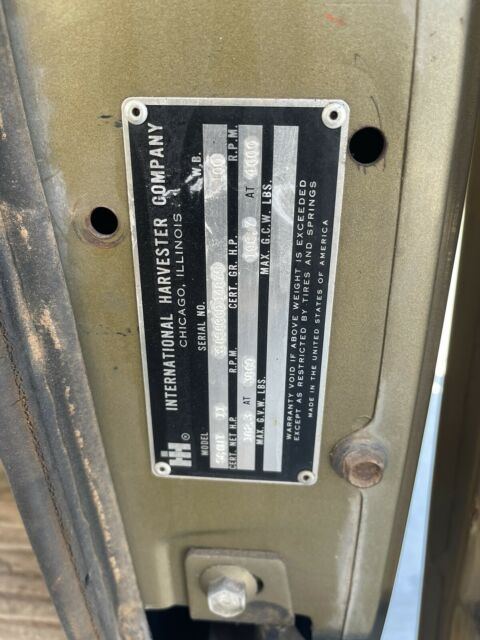 INTERNATIONAL HARVESTER COMPANY
CHICAGO, ILLINOIS
MODEL SERIAL NO. W.B.
SCOUT II 100
CERT. NET H.P. R.P.M. CERT. GR. H.P. R.P.M.
AT 3600 AT
MAX. G.V.W. LBS. MAX. G.C.W. LBS.
WARRANTY VOID IF ABOVE WEIGHT IS EXCEEDED
EXCEPT AS RESTRICTED BY TIRES AND SPRINGS
MADE IN THE UNITED STATES OF AMERICA
IH ®